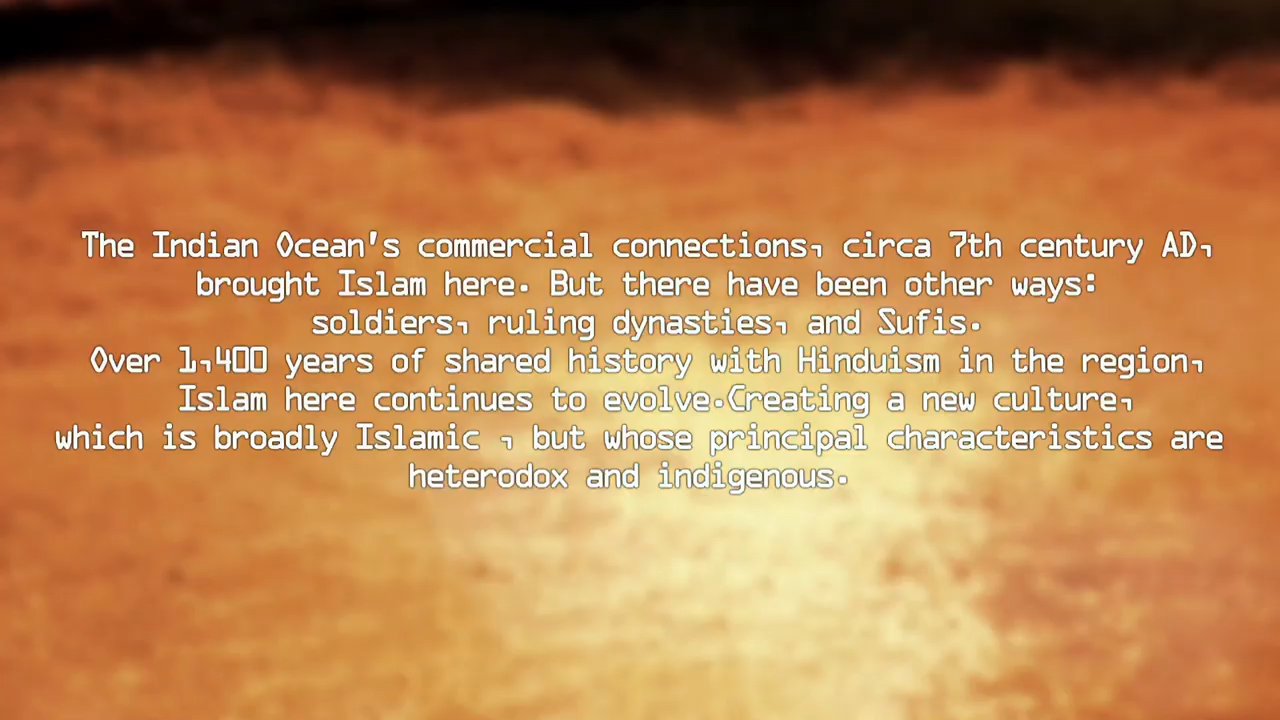 The Indian Ocean's commercial connections, circa 7th century AD,
brought Islam here. But there have been other ways:
soldiers, ruling dynasties, and Sufis.
Over 1,400 years of shared history with Hinduism in the region,
Islam here continues to evolve.Creating a new culture,
which is broadly Islamic , but whose principal characteristics are
heterodox and indigenous.